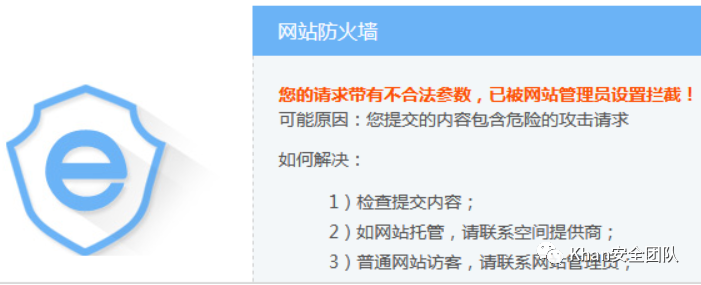 网站防火墙
您的请求带有不合法参数，已被网站管理员设置拦截！
可能原因：您提交的内容包含危险的攻击请求
如何解决：
1）检查提交内容；
2）如网站托管，请联系空间提供商；
3）普通网站访客，请联系网站管理员；
Khan安全团队